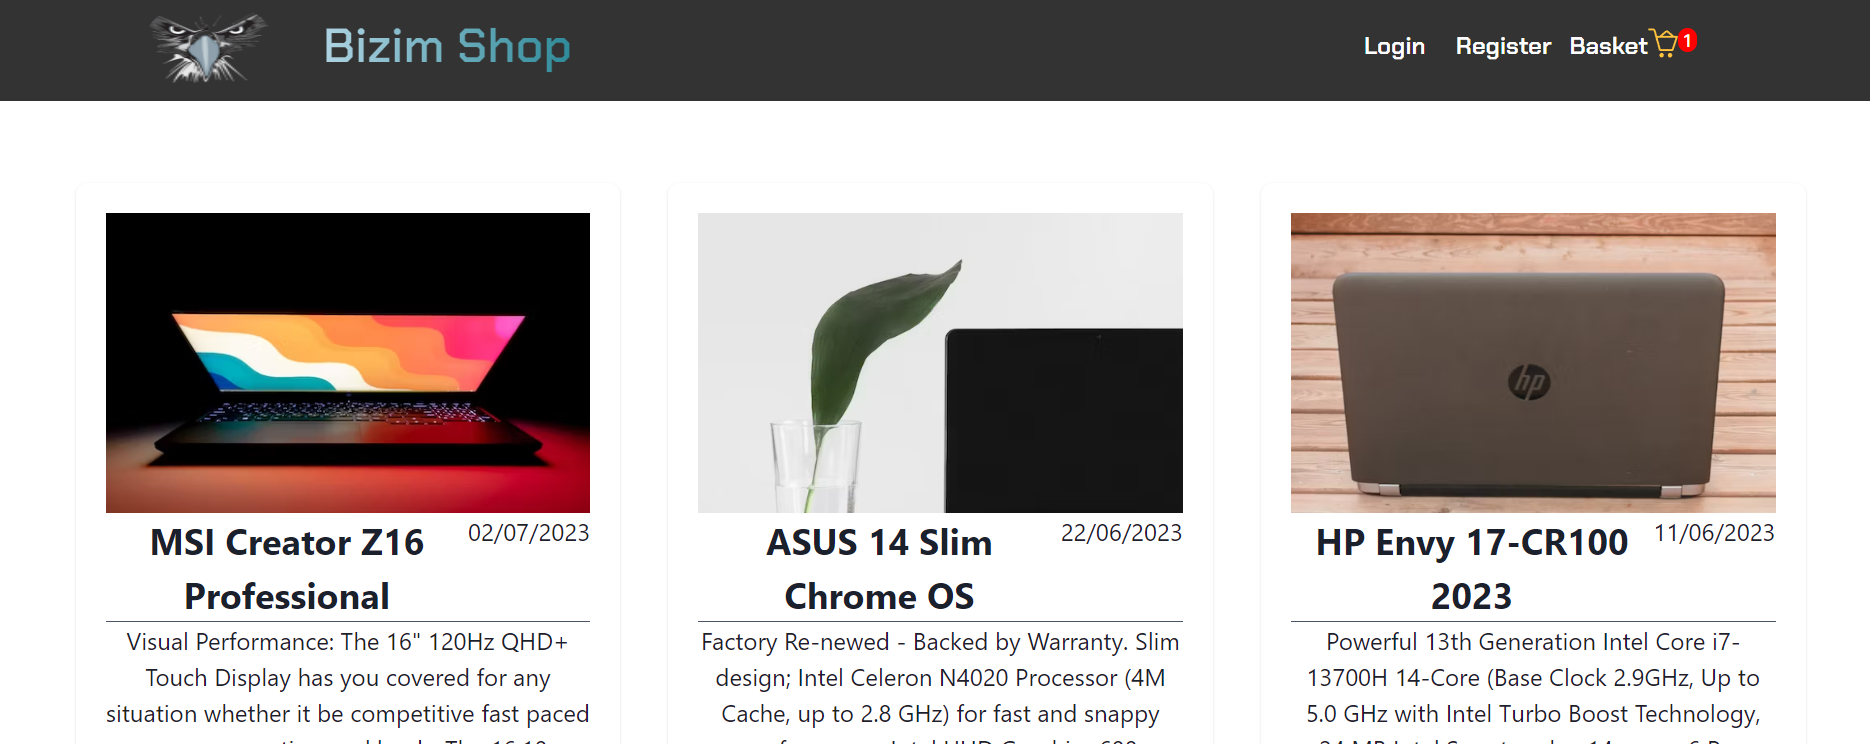 Bizim Shop
Login Register Basket 1
MSI Creator Z16 Professional
02/07/2023
Visual Performance: The 16" 120Hz QHD+
Touch Display has you covered for any
situation whether it be competitive fast paced
ASUS 14 Slim Chrome OS
22/06/2023
Factory Re-newed - Backed by Warranty. Slim
design; Intel Celeron N4020 Processor (4M
Cache, up to 2.8 GHz) for fast and snappy
hp
HP Envy 17-CR100 2023
11/06/2023
Powerful 13th Generation Intel Core i7-
13700H 14-Core (Base Clock 2.9GHz, Up to
5.0 GHz with Intel Turbo Boost Technology,